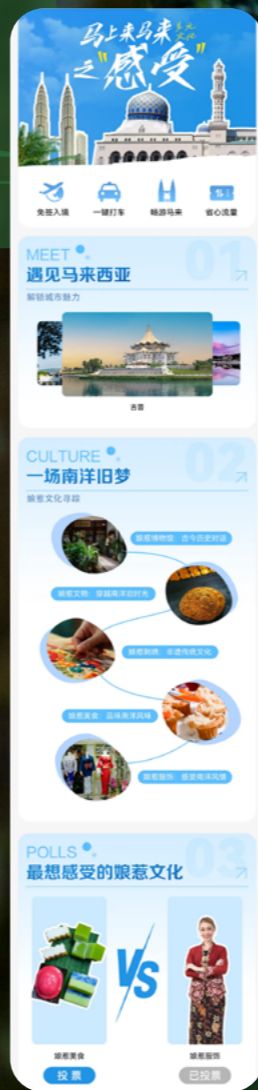 马上来马来
多元文化
之“感受”
免签入境
一键打车
畅游马来
省心流量
MEET
01
遇见马来西亚
解锁城市魅力
古晋
CULTURE
02
一场南洋旧梦
娘惹文化寻踪
娘惹博物馆：古今历史对话
娘惹文物：穿越南洋旧时光
娘惹刺绣：非遗传统文化
娘惹美食：品味南洋风味
娘惹服饰：感受南洋风情
POLLS
03
最想感受的娘惹文化
VS
娘惹美食
娘惹服饰
投票
已投票